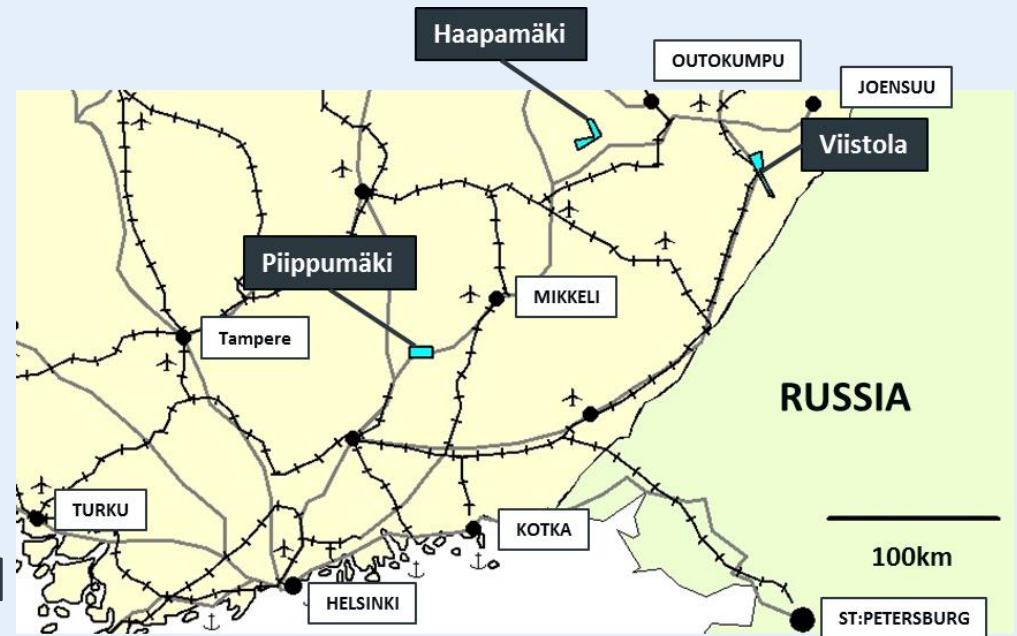 Haapamäki
OUTOKUMPU
JOENSUU
Viistola
Piippumäki
MIKKELI
Tampere
RUSSIA
TURKU
KOTKA
100km
HELSINKI
ST:PETERSBURG